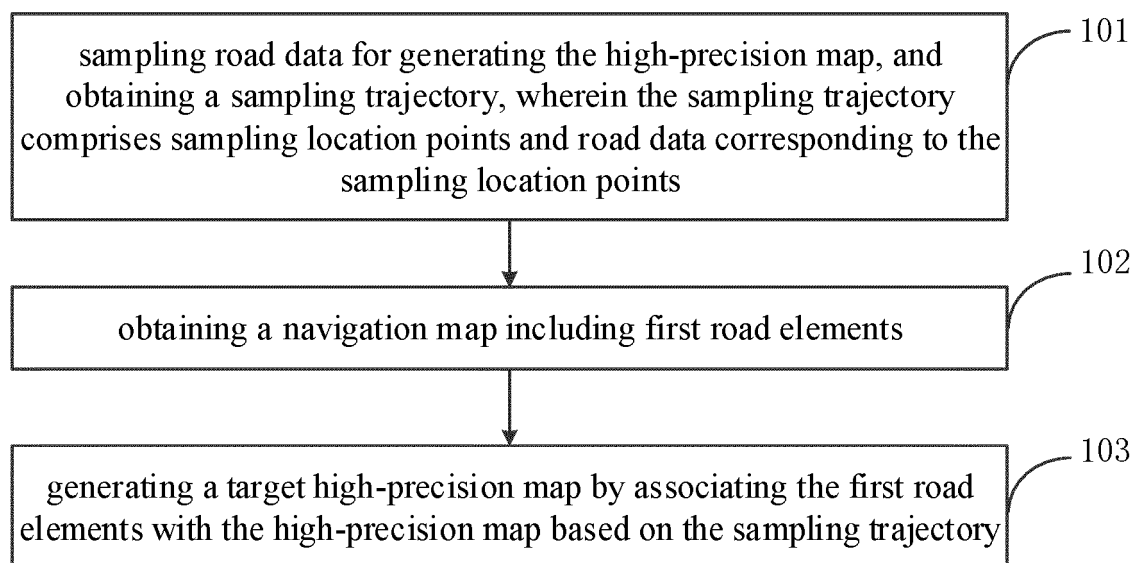 101
sampling road data for generating the high-precision map, and
obtaining a sampling trajectory, wherein the sampling trajectory
comprises sampling location points and road data corresponding to the
sampling location points
102
obtaining a navigation map including first road elements
103
generating a target high-precision map by associating the first road
elements with the high-precision map based on the sampling trajectory